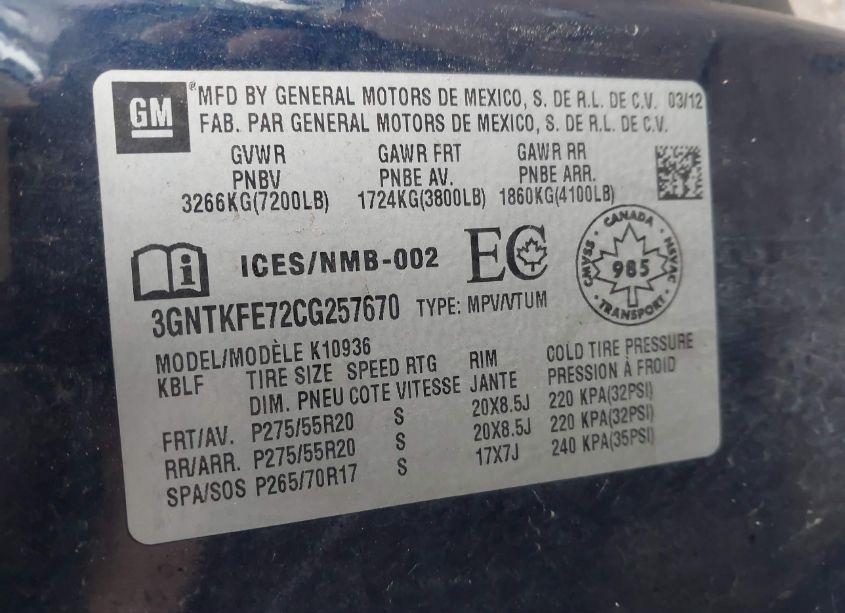 GM
®MFD BY GENERAL MOTORS DE MEXICO, S. DE R.L. DE C.V. 03/12
FAB. PAR GENERAL MOTORS DE MEXICO, S. DE R.L. DE C.V.
GVWR GAWR FRT GAWR RR
PNBV PNBE AV. PNBE ARR.
3266KG(7200LB) 1724KG(3800LB) 1860KG(4100LB)
i ICES/NMB-002 EC
CANADA
CMVSS 985 NSVAC
TRANSPORT
3GNTKFE72CG257670 TYPE: MPV/VTUM
MODEL/MODÈLE K10936
KBLF TIRE SIZE SPEED RTG RIM COLD TIRE PRESSURE
DIM. PNEU COTE VITESSE JANTE PRESSION À FROID
FRT/AV. P275/55R20 S 20X8.5J 220 KPA(32PSI)
RR/ARR. P275/55R20 S 20X8.5J 220 KPA(32PSI)
SPA/SOS P265/70R17 S 17X7J 240 KPA(35PSI)